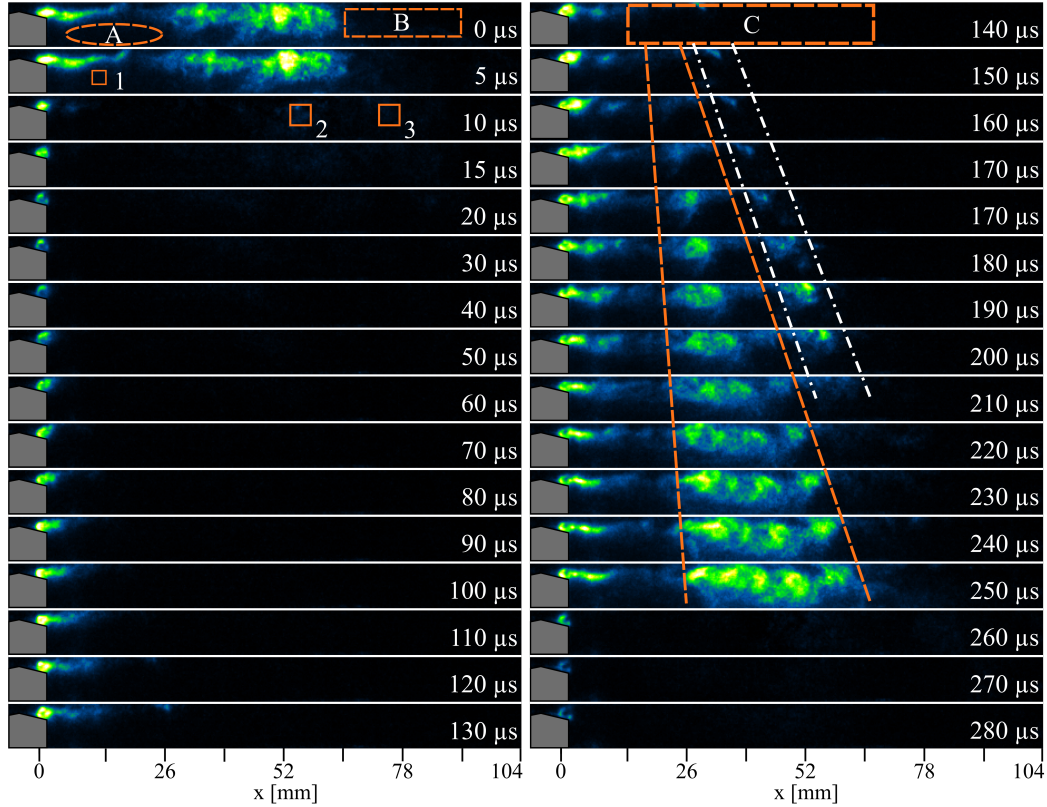 A
B
0 µs
1
5 µs
2
3
10 µs
15 µs
20 µs
30 µs
40 µs
50 µs
60 µs
70 µs
80 µs
90 µs
100 µs
110 µs
120 µs
130 µs
0 26 52 78 104
x [mm]
C
140 µs
150 µs
160 µs
170 µs
170 µs
180 µs
190 µs
200 µs
210 µs
220 µs
230 µs
240 µs
250 µs
260 µs
270 µs
280 µs
0 26 52 78 104
x [mm]